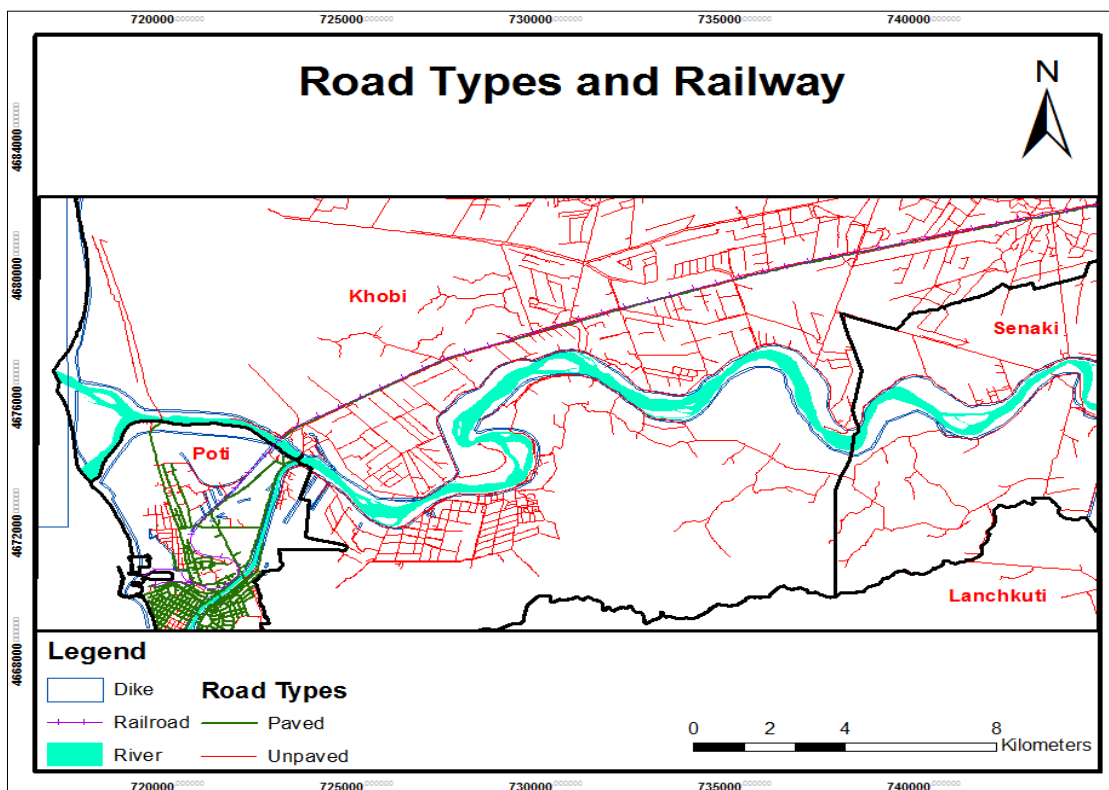 720000 725000 730000 735000 740000
Road Types and Railway
N
4684000
4680000
4676000
4672000
4668000
Khobi
Senaki
Poti
Lanchkuti
Legend
Dike
Railroad
River
Road Types
Paved
Unpaved
0 2 4 8
Kilometers
720000 725000 730000 735000 740000